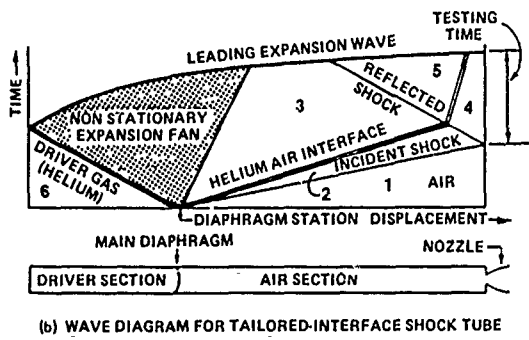 LEADING EXPANSION WAVE
TESTING
TIME
TIME
NON STATIONARY
EXPANSION FAN
3
REFLECTED
SHOCK
5
4
DRIVER GAS
(HELIUM)
6
HELIUM AIR INTERFACE
INCIDENT SHOCK
2
1
AIR
DIAPHRAGM STATION DISPLACEMENT
MAIN DIAPHRAGM
NOZZLE
DRIVER SECTION
AIR SECTION
(b) WAVE DIAGRAM FOR TAILORED-INTERFACE SHOCK TUBE